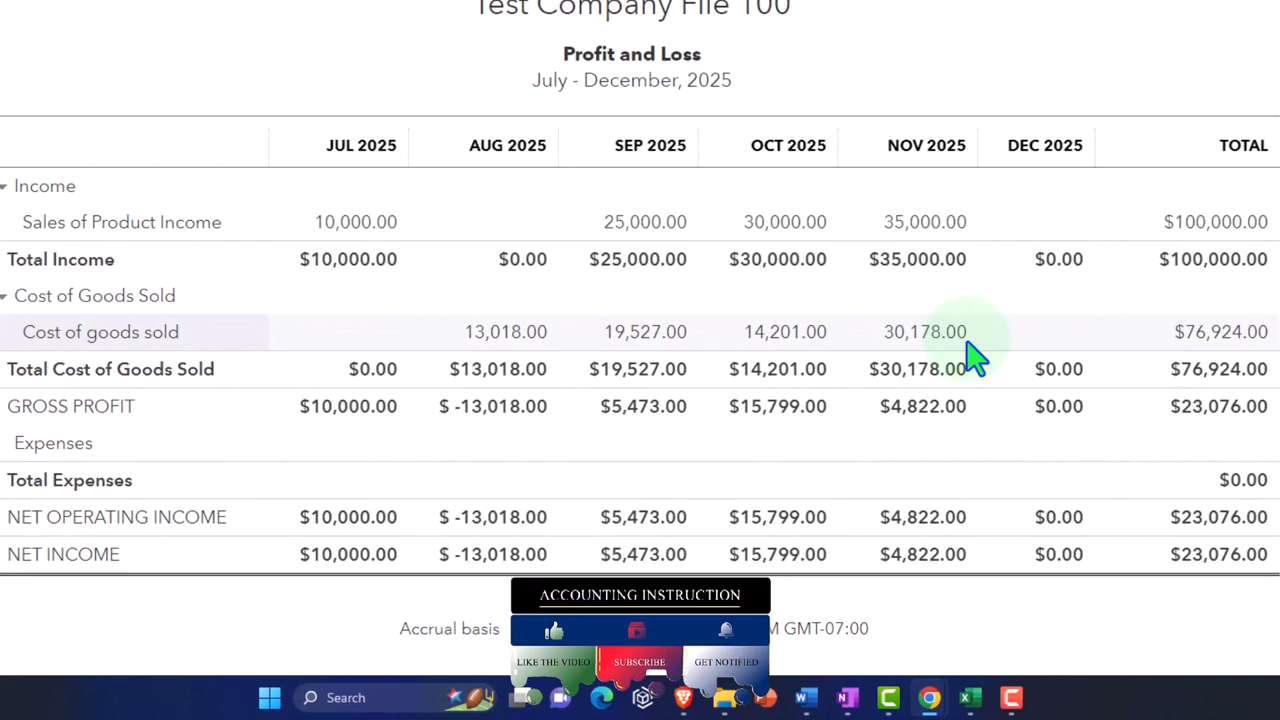 Test Company File 100
Profit and Loss
July - December, 2025
JUL 2025 AUG 2025 SEP 2025 OCT 2025 NOV 2025 DEC 2025 TOTAL
Income
Sales of Product Income 10,000.00 25,000.00 30,000.00 35,000.00 $100,000.00
Total Income $10,000.00 $0.00 $25,000.00 $30,000.00 $35,000.00 $0.00 $100,000.00
Cost of Goods Sold
Cost of goods sold 13,018.00 19,527.00 14,201.00 30,178.00 $76,924.00
Total Cost of Goods Sold $0.00 $13,018.00 $19,527.00 $14,201.00 $30,178.00 $0.00 $76,924.00
GROSS PROFIT $10,000.00 $ -13,018.00 $5,473.00 $15,799.00 $4,822.00 $0.00 $23,076.00
Expenses
Total Expenses $0.00
NET OPERATING INCOME $10,000.00 $ -13,018.00 $5,473.00 $15,799.00 $4,822.00 $0.00 $23,076.00
NET INCOME $10,000.00 $ -13,018.00 $5,473.00 $15,799.00 $4,822.00 $0.00 $23,076.00
ACCOUNTING INSTRUCTION
Accrual basis M GMT-07:00
LIKE THE VIDEO SUBSCRIBE GET NOTIFIED
Search